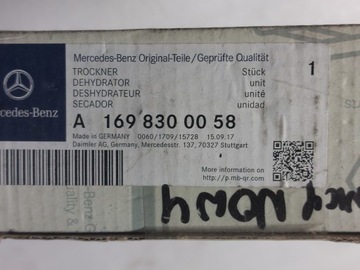 Mercedes-Benz Original-Teile/Geprüfte Qualität
TROCKNER Stück 1
DEHYDRATOR unit
DESHYDRATEUR unité
SECADOR unidad
cedes-Benz
A 169 830 00 58
Made in GERMANY 0060/1709/15728 15.09.17
Daimler AG, Germany, Mercedesstr. 137, 70327 Stuttgart
more information on
http://p.mb-qr.com
NOWY